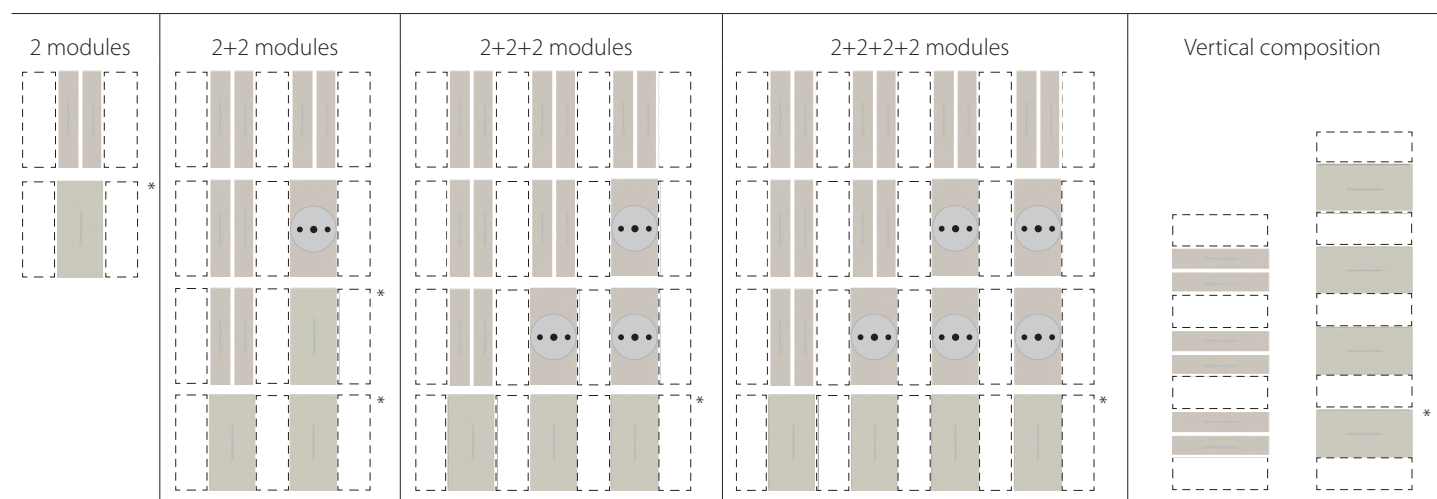 2 modules
2+2 modules
2+2+2 modules
2+2+2+2 modules
Vertical composition
*
*
*
*
*
*
*